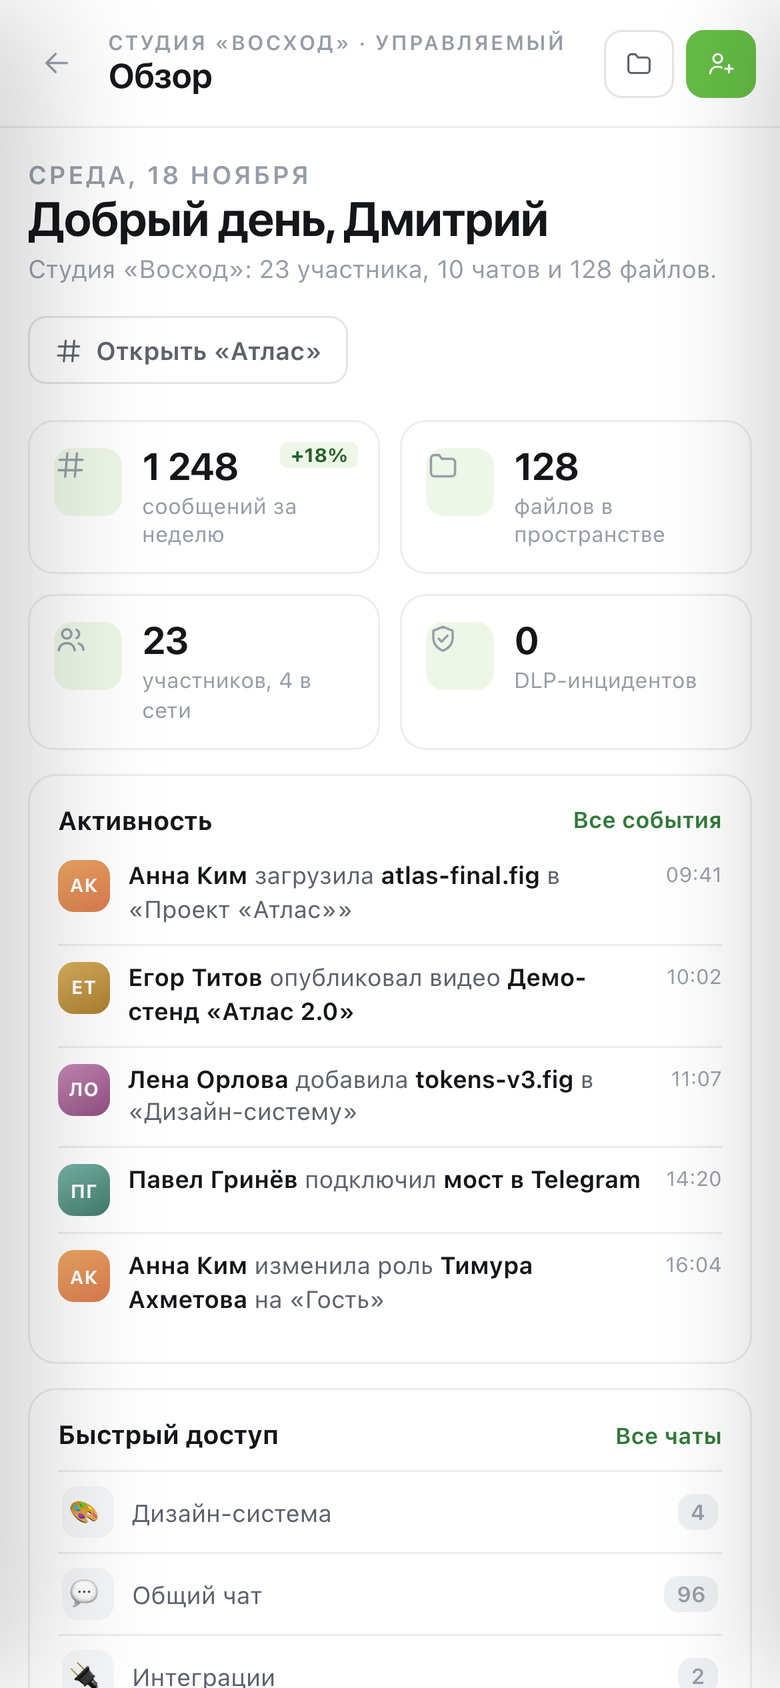 СТУДИЯ «ВОСХОД» · УПРАВЛЯЕМЫЙ
Обзор
СРЕДА, 18 НОЯБРЯ
Добрый день, Дмитрий
Студия «Восход»: 23 участника, 10 чатов и 128 файлов.
Открыть «Атлас»
1 248
+18%
сообщений за
неделю
128
файлов в
пространстве
23
участников, 4 в
сети
0
DLP-инцидентов
Активность
Все события
АК
Анна Ким загрузила atlas-final.fig в
«Проект «Атлас»»
09:41
ЕТ
Егор Титов опубликовал видео Демо-
стенд «Атлас 2.0»
10:02
ЛО
Лена Орлова добавила tokens-v3.fig в
«Дизайн-систему»
11:07
ПГ
Павел Гринёв подключил мост в Telegram
14:20
АК
Анна Ким изменила роль Тимура
Ахметова на «Гость»
16:04
Быстрый доступ
Все чаты
Дизайн-система
4
Общий чат
96
Интеграции
2